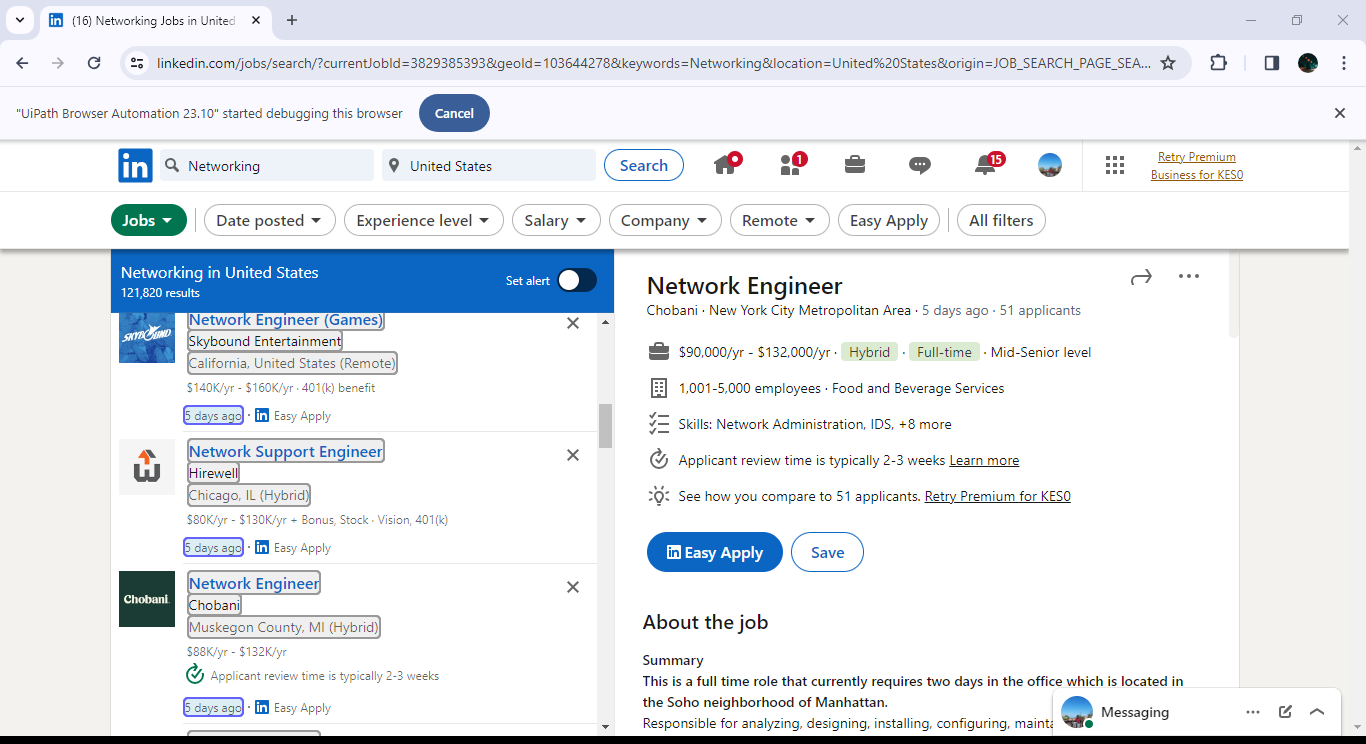 (16) Networking Jobs in United
linkedin.com/jobs/search/?currentJobId=3829385393&geoId=103644278&keywords=Networking&location=United%20States&origin=JOB_SEARCH_PAGE_SEA...
"UiPath Browser Automation 23.10" started debugging this browser
Cancel
in
Networking
United States
Search
1
15
Retry Premium
Business for KES0
Jobs
Date posted
Experience level
Salary
Company
Remote
Easy Apply
All filters
Networking in United States
121,820 results
Set alert
SKYBOUND
Network Engineer (Games)
Skybound Entertainment
California, United States (Remote)
$140K/yr - $160K/yr · 401(k) benefit
5 days ago · in Easy Apply
Network Support Engineer
Hirewell
Chicago, IL (Hybrid)
$80K/yr - $130K/yr + Bonus, Stock · Vision, 401(k)
5 days ago · in Easy Apply
Chobani
Network Engineer
Chobani
Muskegon County, MI (Hybrid)
$88K/yr - $132K/yr
Applicant review time is typically 2-3 weeks
5 days ago · in Easy Apply
Network Engineer
Chobani · New York City Metropolitan Area · 5 days ago · 51 applicants
$90,000/yr - $132,000/yr · Hybrid · Full-time · Mid-Senior level
1,001-5,000 employees · Food and Beverage Services
Skills: Network Administration, IDS, +8 more
Applicant review time is typically 2-3 weeks Learn more
See how you compare to 51 applicants. Retry Premium for KES0
in Easy Apply
Save
About the job
Summary
This is a full time role that currently requires two days in the office which is located in
the Soho neighborhood of Manhattan.
Responsible for analyzing, designing, installing, configuring,
Messaging